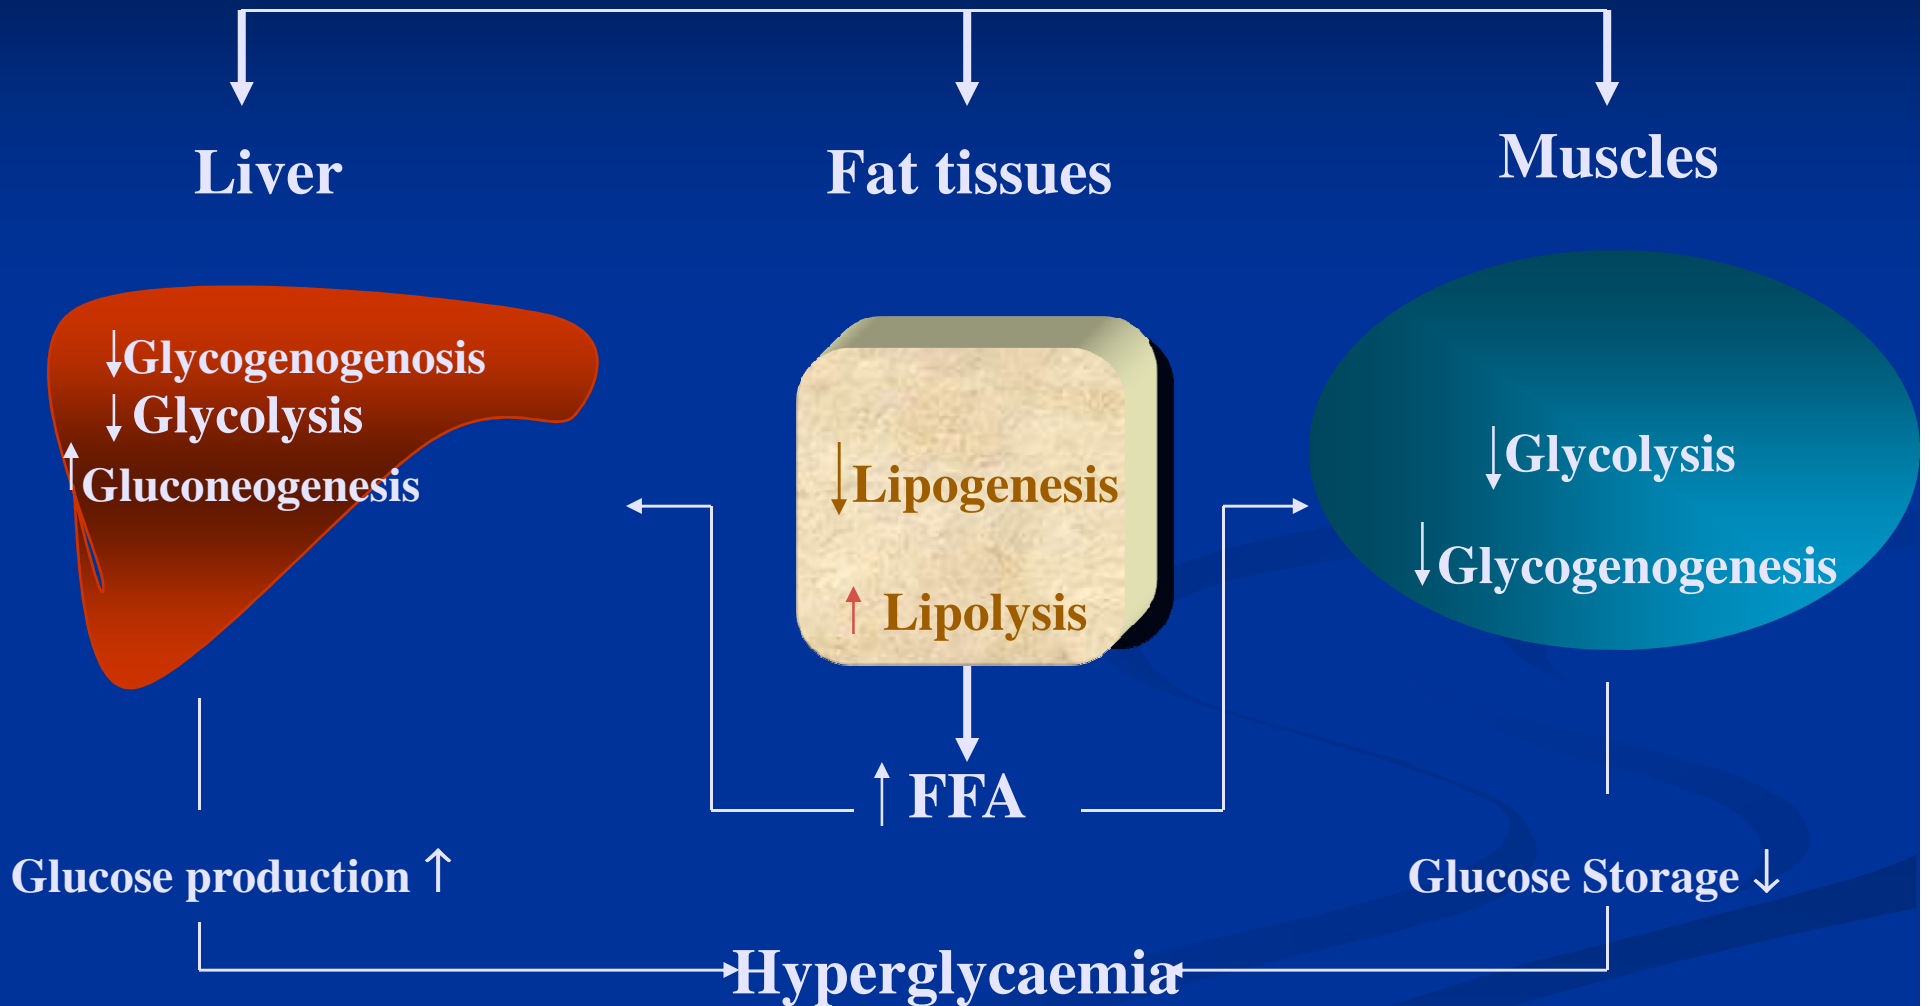 Liver
Fat tissues
Muscles
↓Glycogenogenosis
↓ Glycolysis
↑Gluconeogenesis
↓Lipogenesis
↑ Lipolysis
↓Glycolysis
↓Glycogenogenesis
↑ FFA
Glucose production ↑
Glucose Storage ↓
Hyperglycaemia